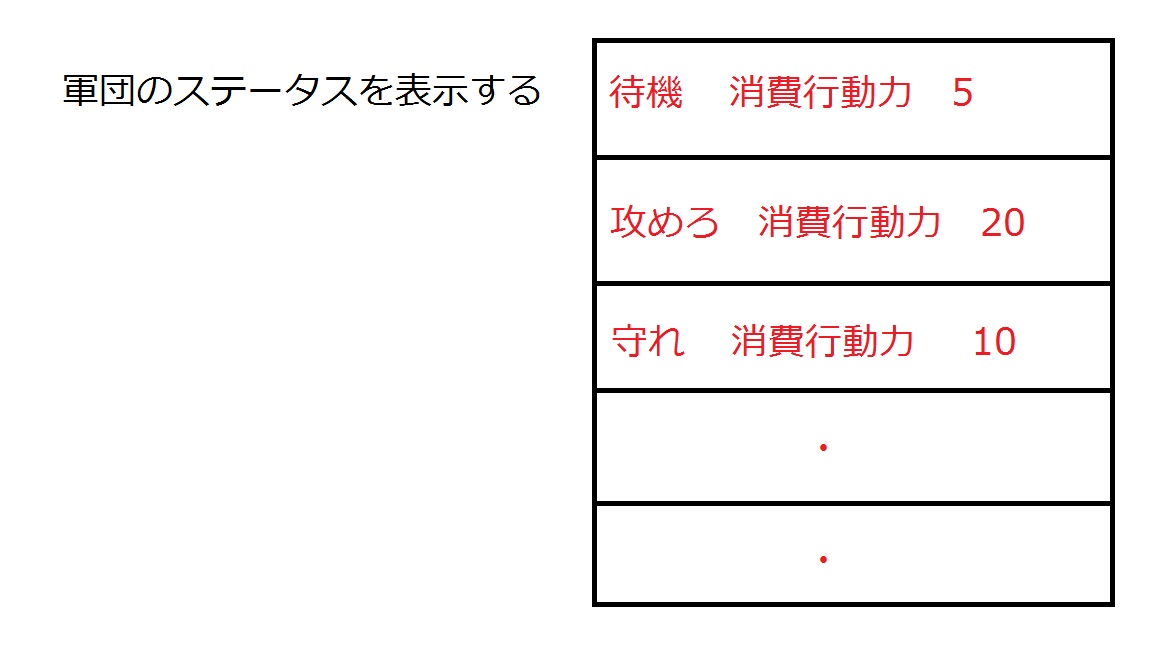 軍団のステータスを表示する
待機 消費行動力 5
攻めろ 消費行動力 20
守れ 消費行動力 10
・
・